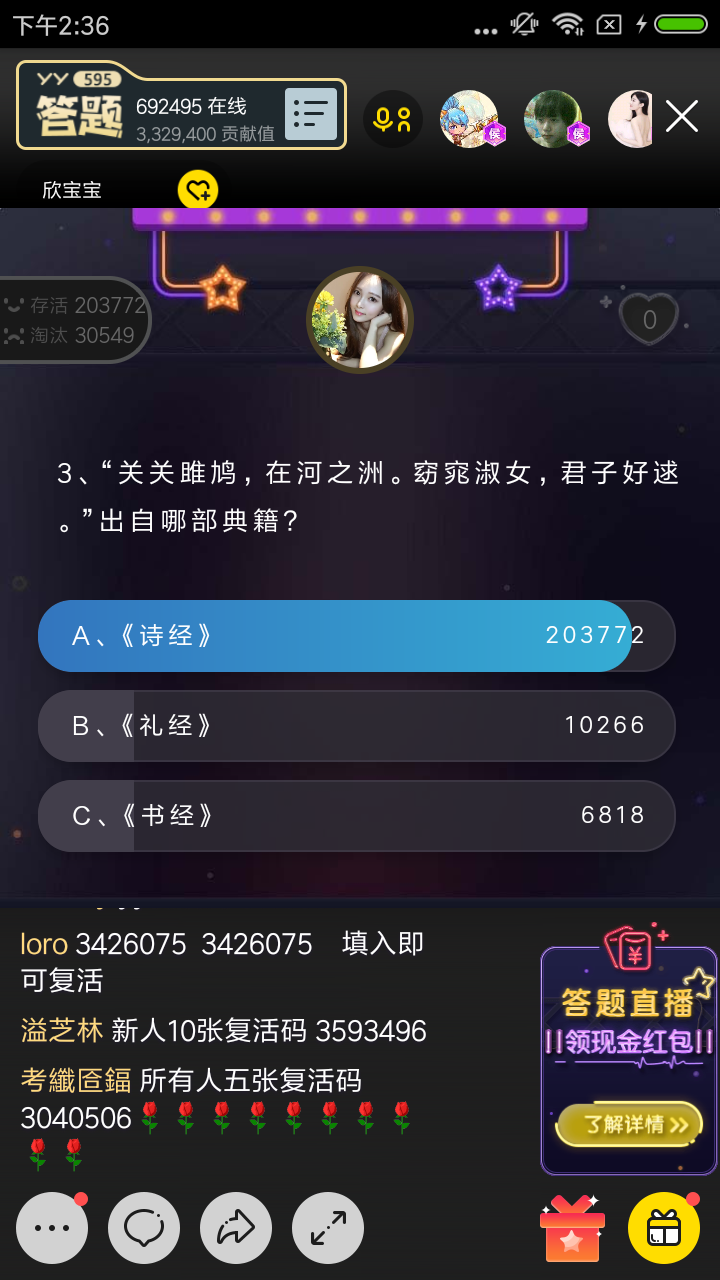 下午2:36
YY 595
答题
692495 在线
3,329,400 贡献值
侯
侯
欣宝宝
存活 203772
淘汰 30549
0
3、“关关雎鸠，在河之洲。窈窕淑女，君子好逑
。”出自哪部典籍？
A、《诗经》 203772
B、《礼经》 10266
C、《书经》 6818
loro 3426075 3426075 填入即
可复活
溢芝林 新人10张复活码 3593496
考纖匼鍢 所有人五张复活码
3040506
¥
答题直播
领现金红包
了解详情